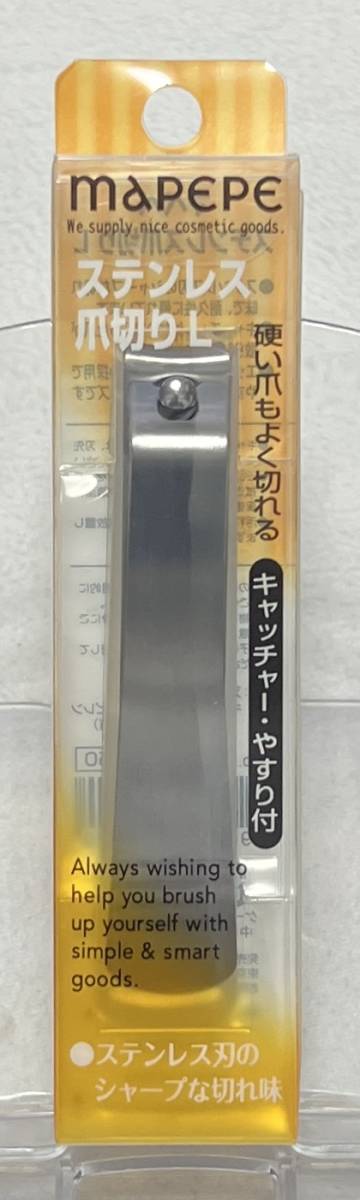 MAPEPE
We supply nice cosmetic goods.
ステンレス
爪切りL
硬い爪もよく切れる
キャッチャー・やすり付
Always wishing to
help you brush
up yourself with
simple & smart
goods.
●ステンレス刃の
シャープな切れ味